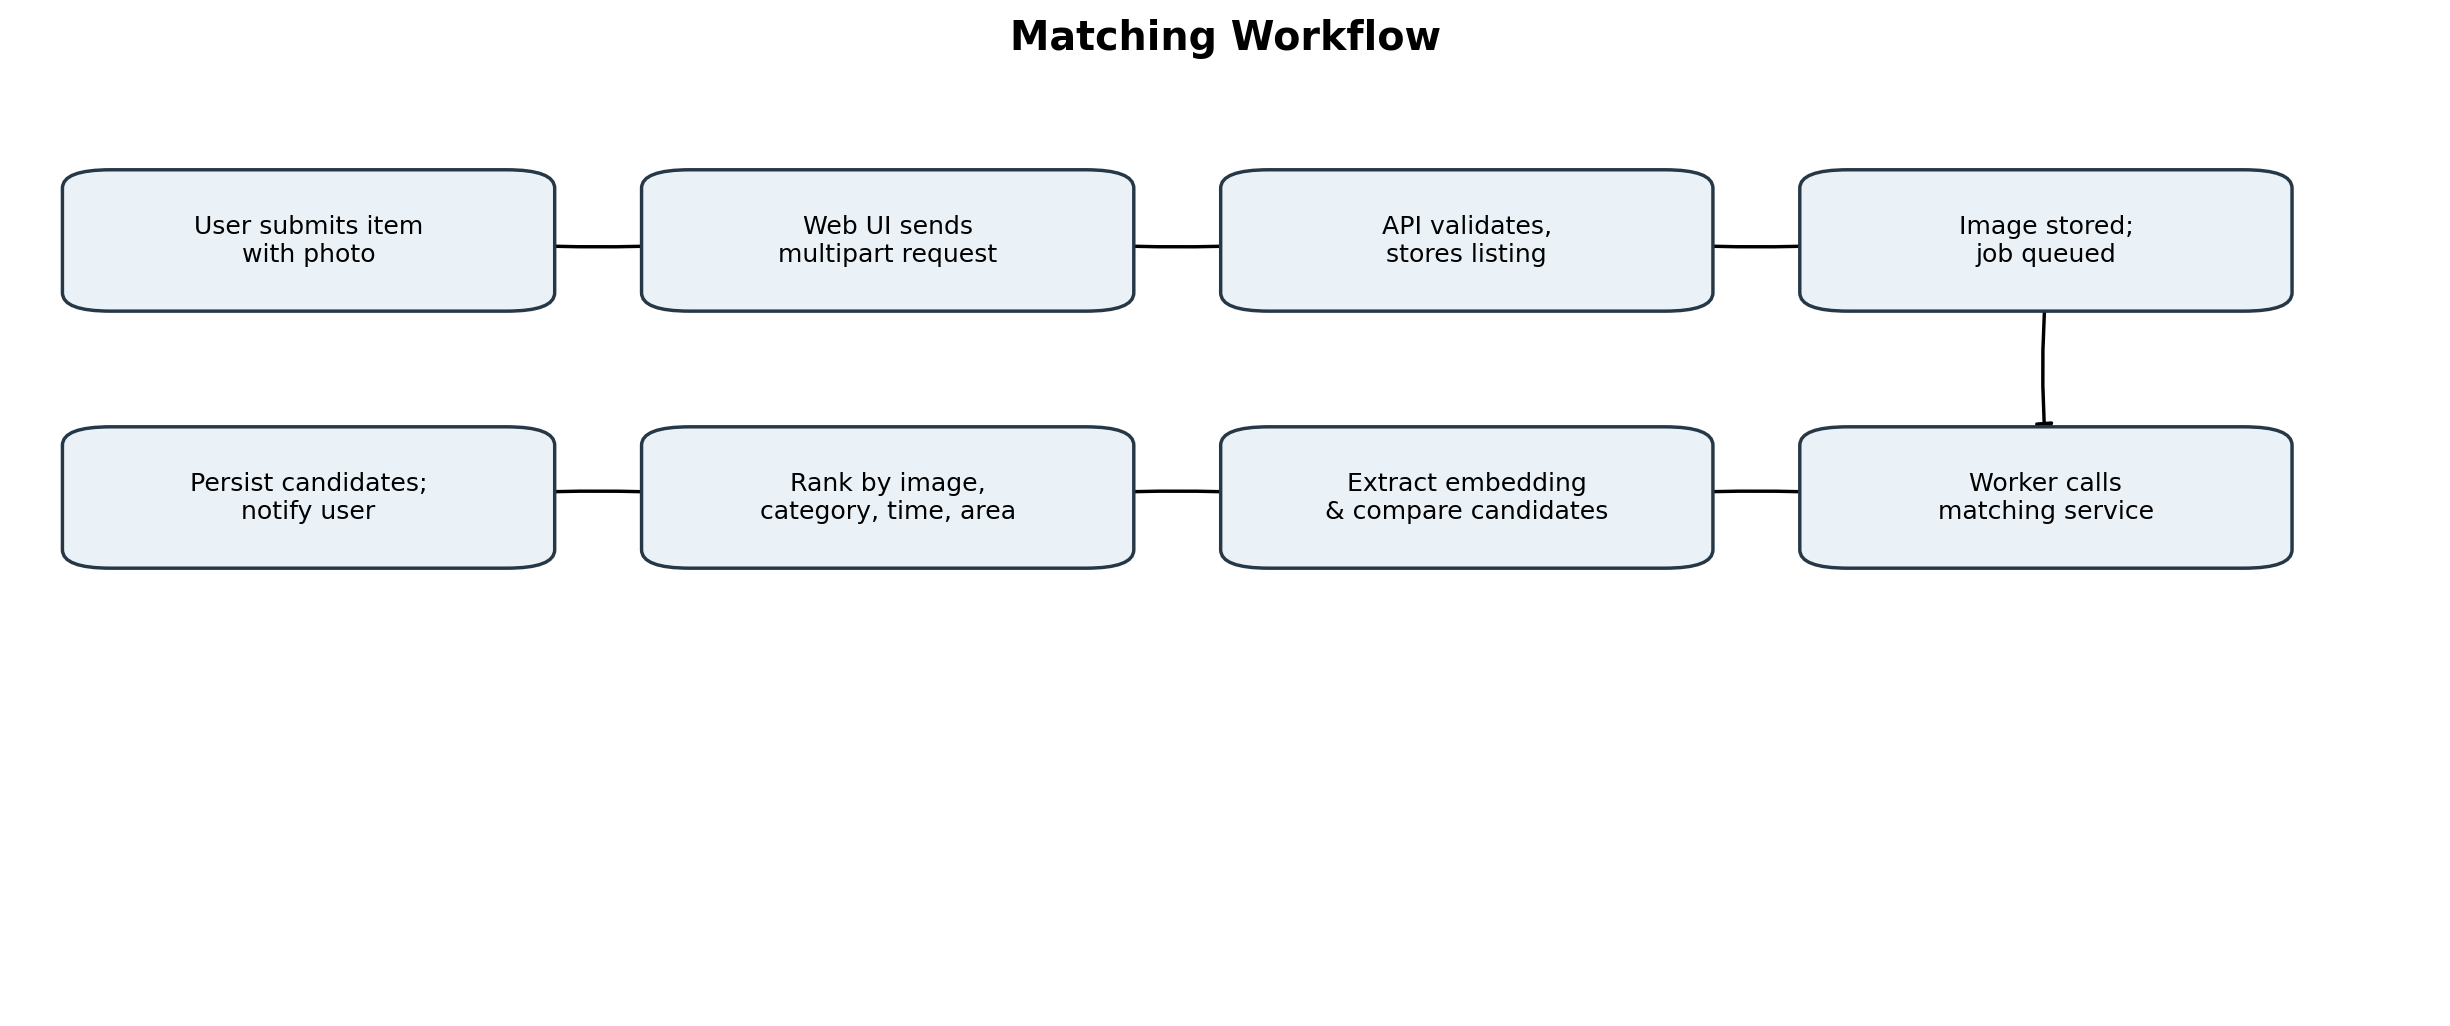 Matching Workflow
User submits item
with photo
Web UI sends
multipart request
API validates,
stores listing
Image stored;
job queued
Persist candidates;
notify user
Rank by image,
category, time, area
Extract embedding
& compare candidates
Worker calls
matching service